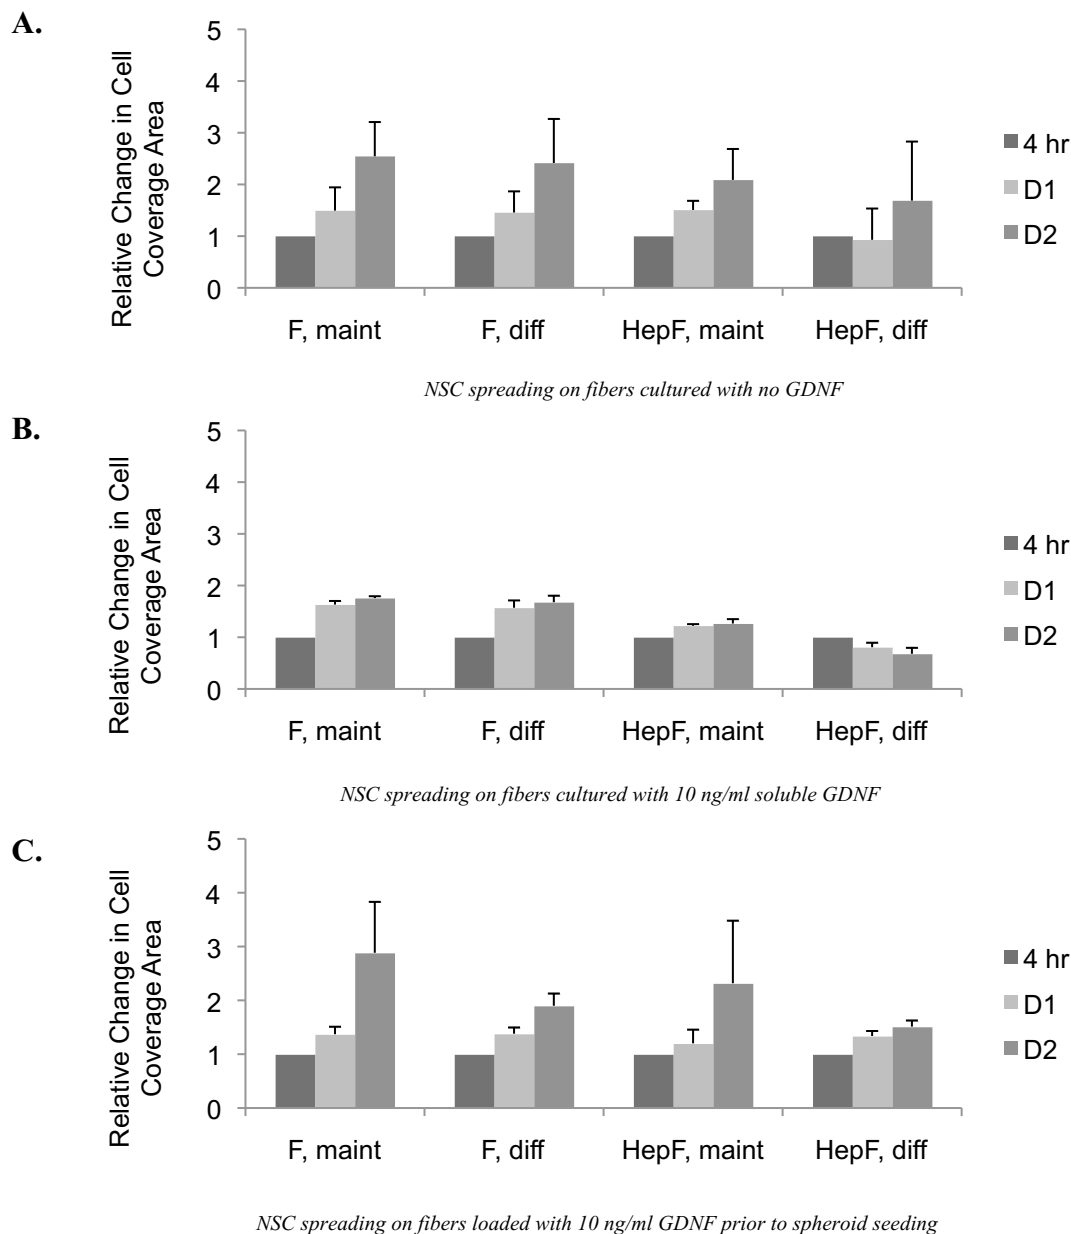 A.
Relative Change in Cell
Coverage Area
5
4
3
2
1
0
F, maint
F, diff
HepF, maint
HepF, diff
4 hr
D1
D2
NSC spreading on fibers cultured with no GDNF
B.
Relative Change in Cell
Coverage Area
5
4
3
2
1
0
F, maint
F, diff
HepF, maint
HepF, diff
4 hr
D1
D2
NSC spreading on fibers cultured with 10 ng/ml soluble GDNF
C.
Relative Change in Cell
Coverage Area
5
4
3
2
1
0
F, maint
F, diff
HepF, maint
HepF, diff
4 hr
D1
D2
NSC spreading on fibers loaded with 10 ng/ml GDNF prior to spheroid seeding